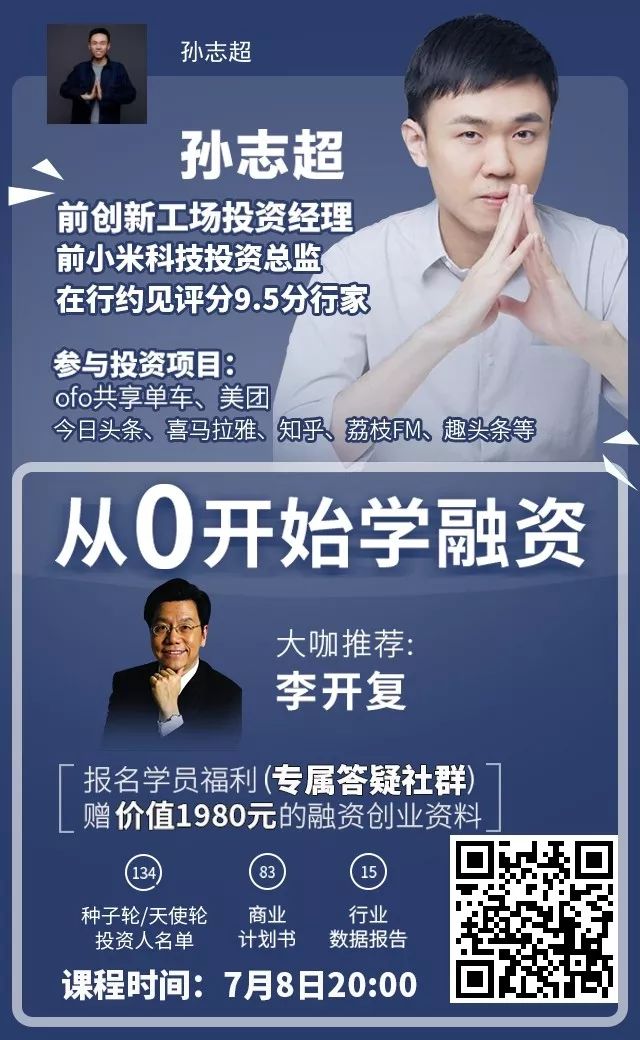 孙志超
孙志超
前创新工场投资经理
前小米科技投资总监
在行约见评分9.5分行家
参与投资项目：
ofo共享单车、美团
今日头条、喜马拉雅、知乎、荔枝FM、趣头条等
从0开始学融资
大咖推荐:
李开复
报名学员福利(专属答疑社群)
赠价值1980元的融资创业资料
134
种子轮/天使轮
投资人名单
83
商业
计划书
15
行业
数据报告
课程时间：7月8日20:00